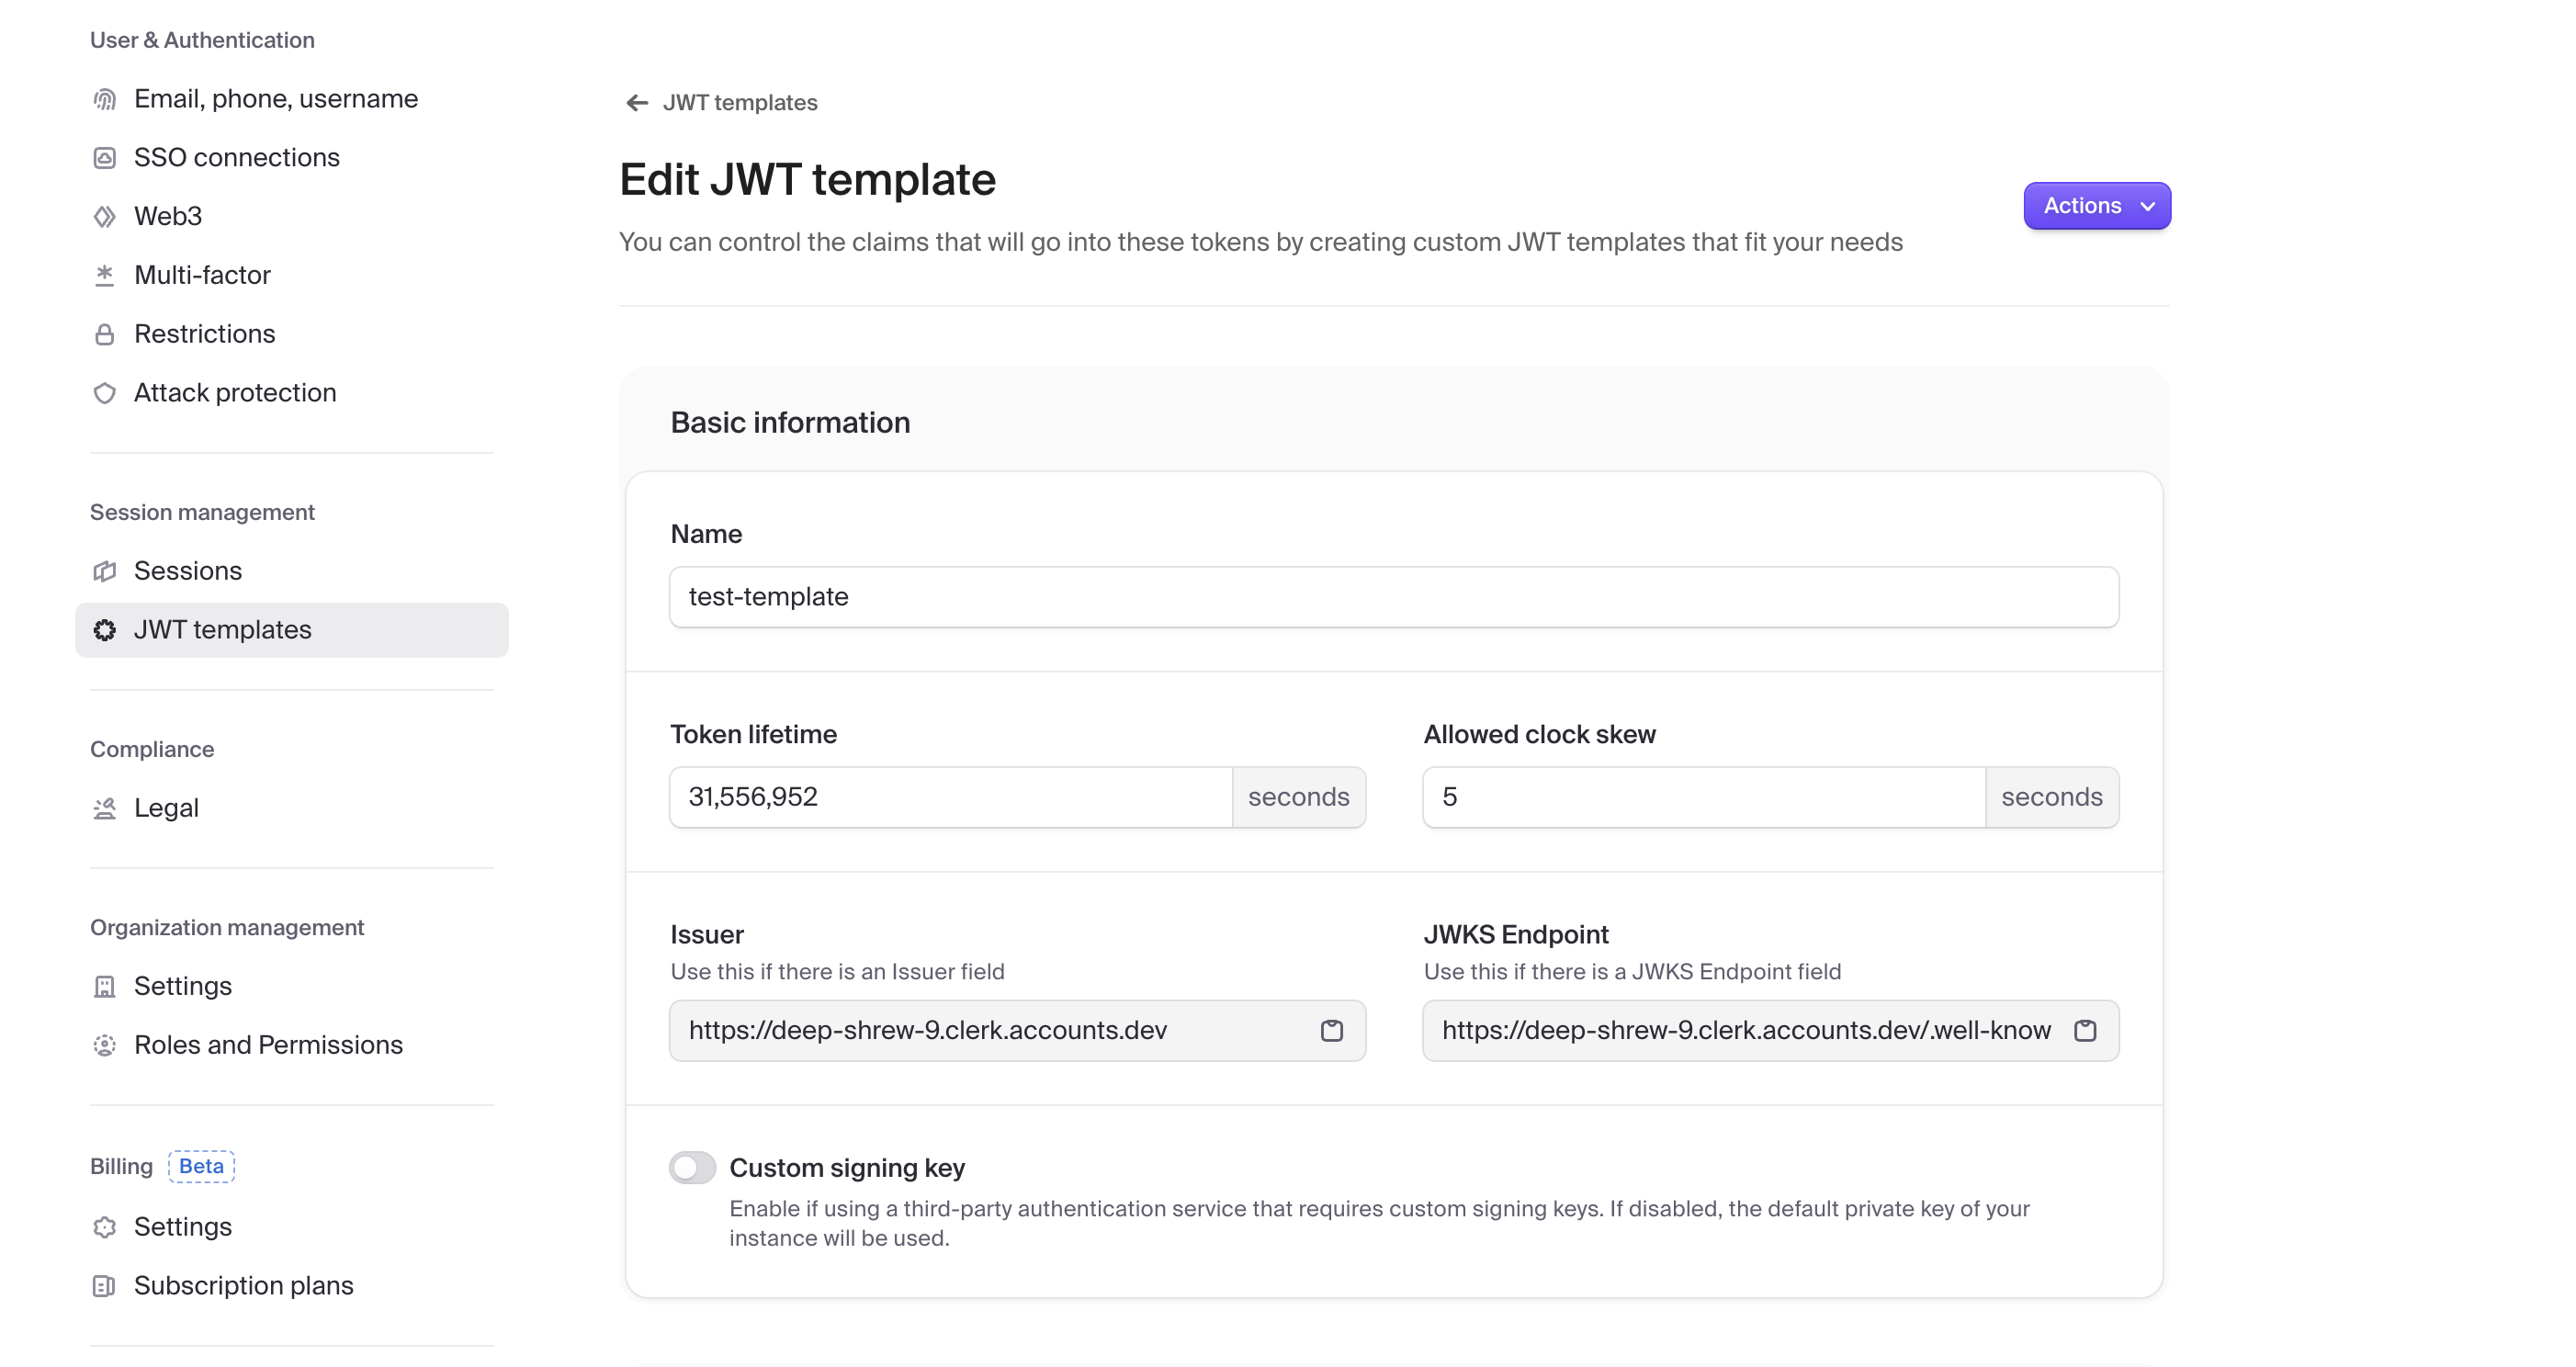 User & Authentication
Email, phone, username
SSO connections
Web3
Multi-factor
Restrictions
Attack protection
Session management
Sessions
JWT templates
Compliance
Legal
Organization management
Settings
Roles and Permissions
Billing Beta
Settings
Subscription plans
JWT templates
Edit JWT template
Actions
You can control the claims that will go into these tokens by creating custom JWT templates that fit your needs
Basic information
Name
test-template
Token lifetime
31,556,952 seconds
Allowed clock skew
5 seconds
Issuer
Use this if there is an Issuer field
https://deep-shrew-9.clerk.accounts.dev
JWKS Endpoint
Use this if there is a JWKS Endpoint field
https://deep-shrew-9.clerk.accounts.dev/.well-know
Custom signing key
Enable if using a third-party authentication service that requires custom signing keys. If disabled, the default private key of your
instance will be used.